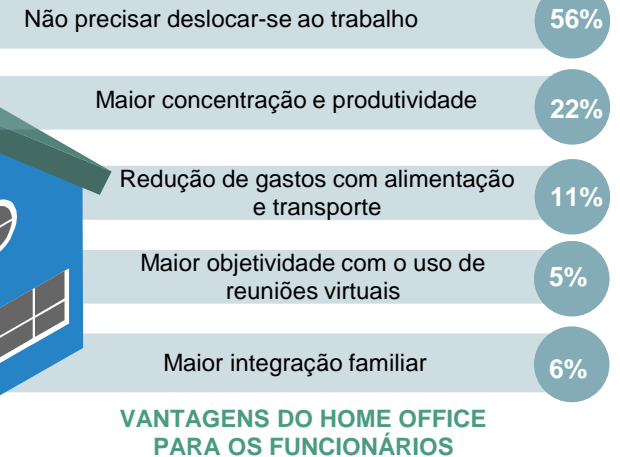 Não precisar deslocar-se ao trabalho
56%
Maior concentração e produtividade
22%
Redução de gastos com alimentação
e transporte
11%
Maior objetividade com o uso de
reuniões virtuais
5%
Maior integração familiar
6%
VANTAGENS DO HOME OFFICE
PARA OS FUNCIONÁRIOS